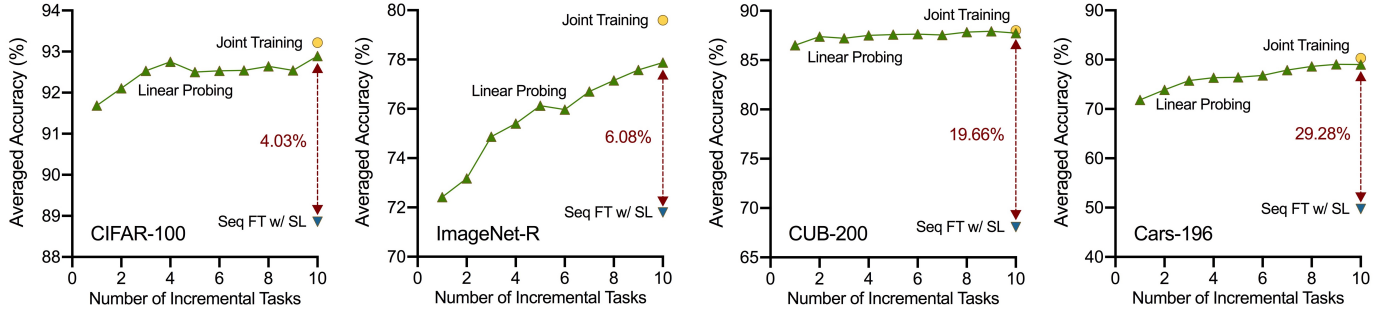 Averaged Accuracy (%)
94
93
92
91
90
89
88
Joint Training
Linear Probing
4.03%
Seq FT w/ SL
CIFAR-100
0 2 4 6 8 10
Number of Incremental Tasks
Averaged Accuracy (%)
80
78
76
74
72
70
Joint Training
Linear Probing
6.08%
Seq FT w/ SL
ImageNet-R
0 2 4 6 8 10
Number of Incremental Tasks
Averaged Accuracy (%)
90
85
80
75
70
65
Joint Training
Linear Probing
19.66%
Seq FT w/ SL
CUB-200
0 2 4 6 8 10
Number of Incremental Tasks
Averaged Accuracy (%)
90
80
70
60
50
40
Joint Training
Linear Probing
29.28%
Seq FT w/ SL
Cars-196
0 2 4 6 8 10
Number of Incremental Tasks